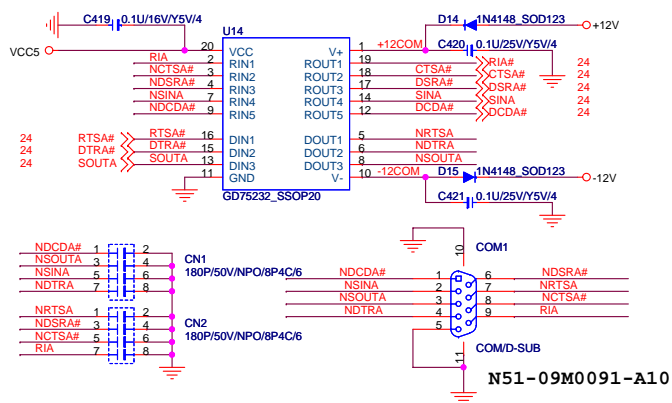 C419 0.1U/16V/Y5V/4
VCC5
U14
D14 1N4148_SOD123
+12V
+12COM
C420 0.1U/25V/Y5V/4
20 VCC V+ 1
RIA 2 RIN1 ROUT1 19 RIA# 24
NCTSA# 3 RIN2 ROUT2 18 CTSA# CTSA# 24
NDSRA# 4 RIN3 ROUT3 17 DSRA# DSRA# 24
NSINA 7 RIN4 ROUT4 14 SINA SINA 24
NDCDA# 9 RIN5 ROUT5 12 DCDA# DCDA# 24
24 RTSA# RTSA# 16 DIN1 DOUT1 5 NRTSA
24 DTRA# DTRA# 15 DIN2 DOUT2 6 NDTRA
24 SOUTA SOUTA 13 DIN3 DOUT3 8 NSOUTA
11 GND V- 10 -12COM
GD75232_SSOP20
D15 1N4148_SOD123
-12V
C421 0.1U/25V/Y5V/4
NDCDA# 1 2
NSOUTA 3 4
NSINA 5 6
NDTRA 7 8
CN1
180P/50V/NPO/8P4C/6
NRTSA 1 2
NDSRA# 3 4
NCTSA# 5 6
RIA 7 8
CN2
180P/50V/NPO/8P4C/6
10
COM1
NDCDA# 1 6 NDSRA#
NSINA 2 7 NRTSA
NSOUTA 3 8 NCTSA#
NDTRA 4 9 RIA
5
11
COM/D-SUB
N51-09M0091-A10